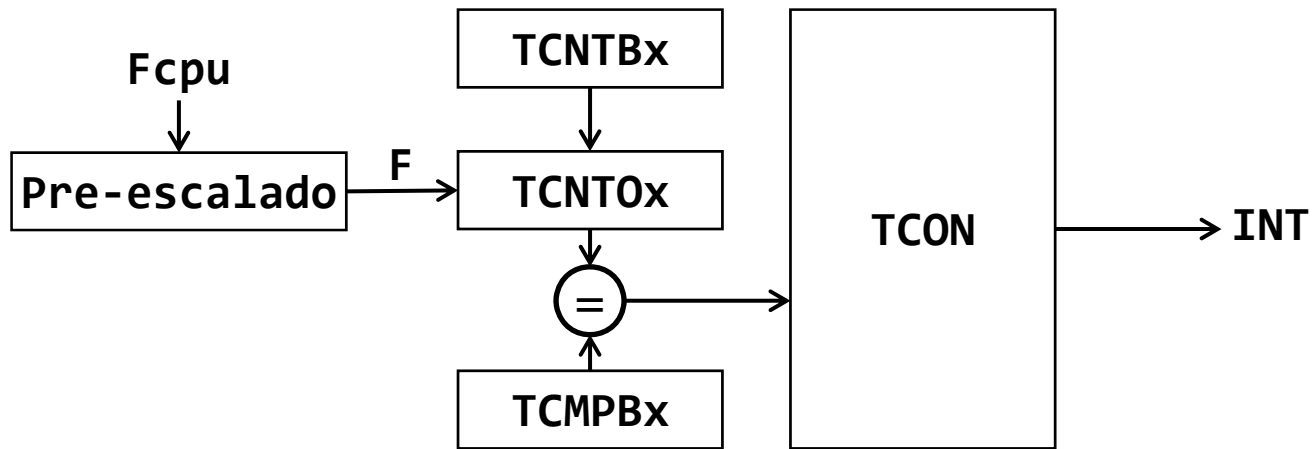 Fcpu
Pre-escalado
F
TCNTBx
TCNTOx
=
TCMPBx
TCON
INT